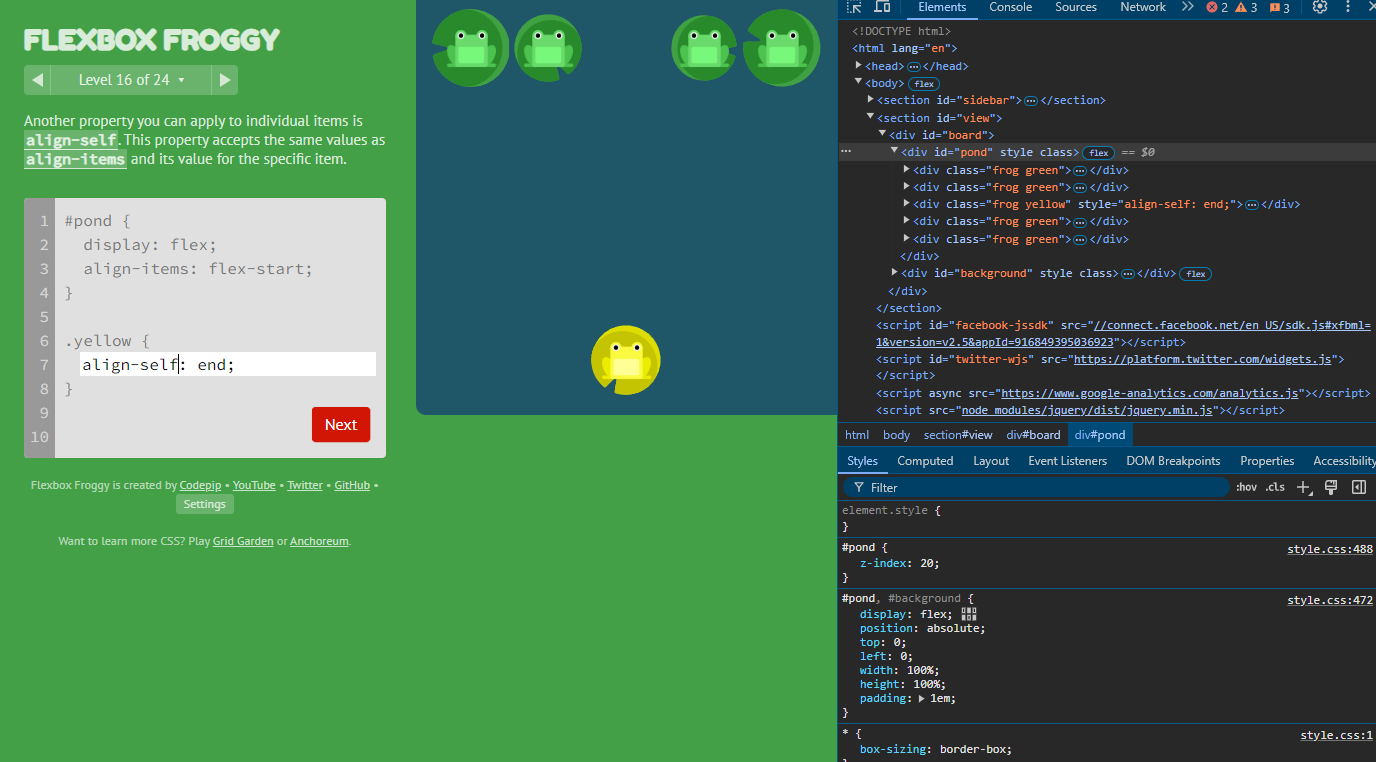 FLEXBOX FROGGY
◀ Level 16 of 24 ▾ ▶
Another property you can apply to individual items is
align-self. This property accepts the same values as
align-items and its value for the specific item.
1 #pond {
2 display: flex;
3 align-items: flex-start;
4 }
5
6 .yellow {
7 align-self: end;
8 }
9
10
Next
Flexbox Froggy is created by Codepip • YouTube • Twitter • GitHub •
Settings
Want to learn more CSS? Play Grid Garden or Anchoreum.
Elements Console Sources Network » 2 3 3
<!DOCTYPE html>
<html lang="en">
<head>⋯</head>
<body> flex
<section id="sidebar">⋯</section>
<section id="view">
<div id="board">
⋯ <div id="pond" style class> flex == $0
<div class="frog green">⋯</div>
<div class="frog green">⋯</div>
<div class="frog yellow" style="align-self: end;">⋯</div>
<div class="frog green">⋯</div>
<div class="frog green">⋯</div>
</div>
<div id="background" style class>⋯</div> flex
</div>
</section>
<script id="facebook-jssdk" src="//connect.facebook.net/en_US/sdk.js#xfbml=
1&version=v2.5&appId=916849395036923"></script>
<script id="twitter-wjs" src="https://platform.twitter.com/widgets.js">
</script>
<script async src="https://www.google-analytics.com/analytics.js"></script>
<script src="node_modules/jquery/dist/jquery.min.js"></script>
html body section#view div#board div#pond
Styles Computed Layout Event Listeners DOM Breakpoints Properties Accessibility
Filter :hov .cls +
element.style {
}
#pond { style.css:488
z-index: 20;
}
#pond, #background { style.css:472
display: flex;
position: absolute;
top: 0;
left: 0;
width: 100%;
height: 100%;
padding: ▶ 1em;
}
* { style.css:1
box-sizing: border-box;